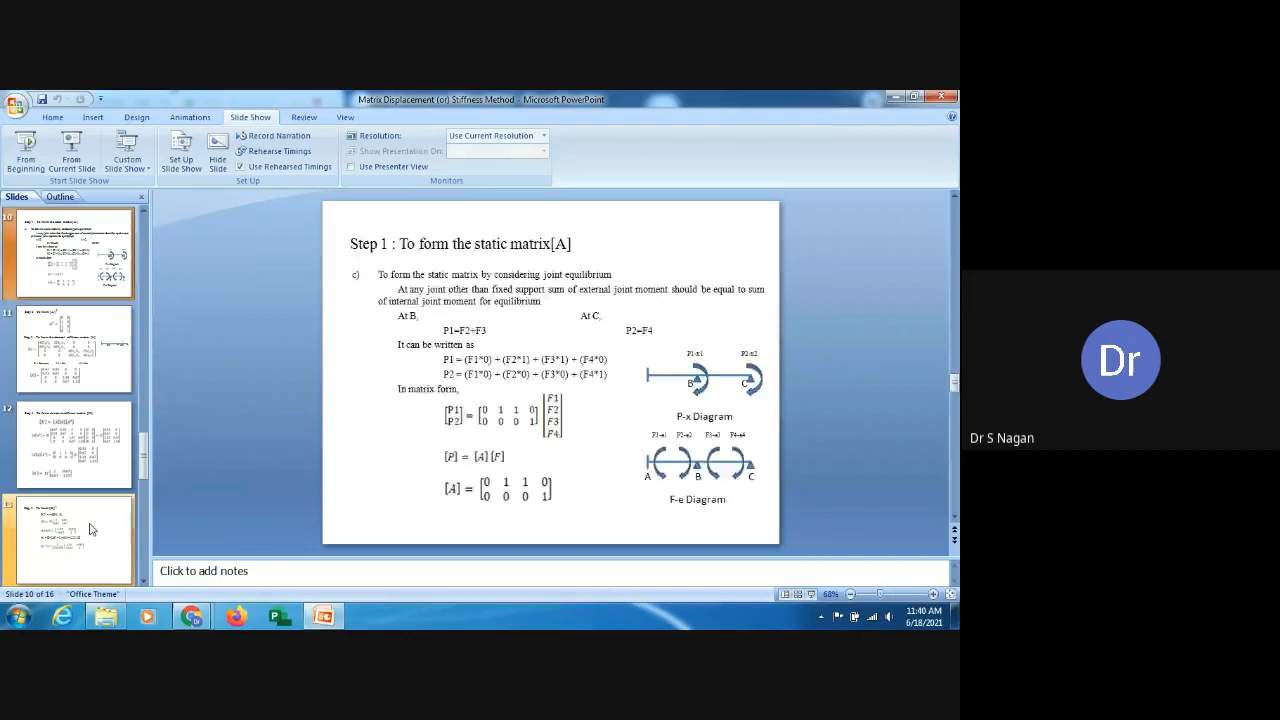 Matrix Displacement (or) Stiffness Method - Microsoft PowerPoint
Home Insert Design Animations Slide Show Review View
From Beginning
From Current Slide
Custom Slide Show
Start Slide Show
Set Up Slide Show
Hide Slide
Record Narration
Rehearse Timings
Use Rehearsed Timings
Set Up
Resolution: Use Current Resolution
Show Presentation On:
Use Presenter View
Monitors
Slides Outline
10
11
12
13
Step 1 : To form the static matrix[A]
c) To form the static matrix by considering joint equilibrium
At any joint other than fixed support sum of external joint moment should be equal to sum
of internal joint moment for equilibrium
At B, At C,
P1=F2+F3 P2=F4
It can be written as
P1 = (F1*0) + (F2*1) + (F3*1) + (F4*0)
P2 = (F1*0) + (F2*0) + (F3*0) + (F4*1)
In matrix form,
[P1 P2] = [0 1 1 0
0 0 0 1] [F1
F2
F3
F4]
[P] = [A] [F]
[A] = [0 1 1 0
0 0 0 1]
P1-x1 P2-x2
B C
P-x Diagram
F1-e1 F2-e2 F3-e3 F4-e4
A B C
F-e Diagram
Click to add notes
Slide 10 of 16 "Office Theme" 68%
11:40 AM
6/18/2021
Dr
Dr S Nagan